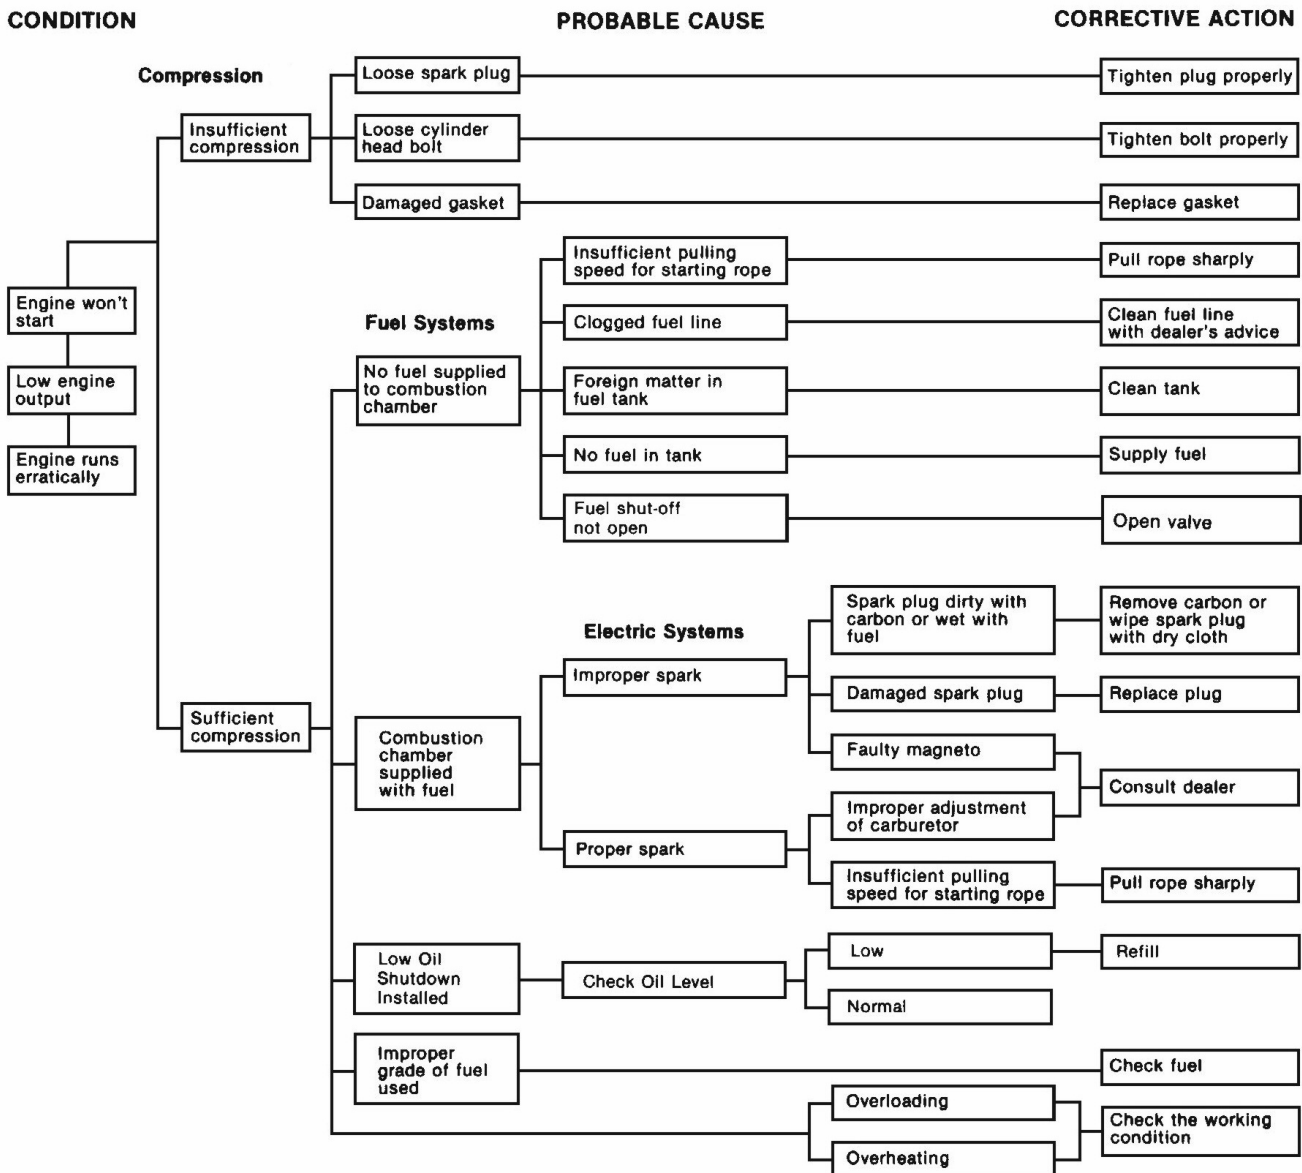 CONDITION
PROBABLE CAUSE
CORRECTIVE ACTION
Compression
Loose spark plug
Tighten plug properly
Insufficient
compression
Loose cylinder
head bolt
Tighten bolt properly
Damaged gasket
Replace gasket
Engine won't
start
Low engine
output
Engine runs
erratically
Fuel Systems
No fuel supplied
to combustion
chamber
Insufficient pulling
speed for starting rope
Pull rope sharply
Clogged fuel line
Clean fuel line
with dealer's advice
Foreign matter in
fuel tank
Clean tank
No fuel in tank
Supply fuel
Fuel shut-off
not open
Open valve
Sufficient
compression
Electric Systems
Combustion
chamber
supplied
with fuel
Improper spark
Spark plug dirty with
carbon or wet with
fuel
Remove carbon or
wipe spark plug
with dry cloth
Damaged spark plug
Replace plug
Faulty magneto
Consult dealer
Proper spark
Improper adjustment
of carburetor
Insufficient pulling
speed for starting rope
Pull rope sharply
Low Oil
Shutdown
Installed
Check Oil Level
Low
Refill
Normal
Improper
grade of fuel
used
Check fuel
Overloading
Check the working
condition
Overheating